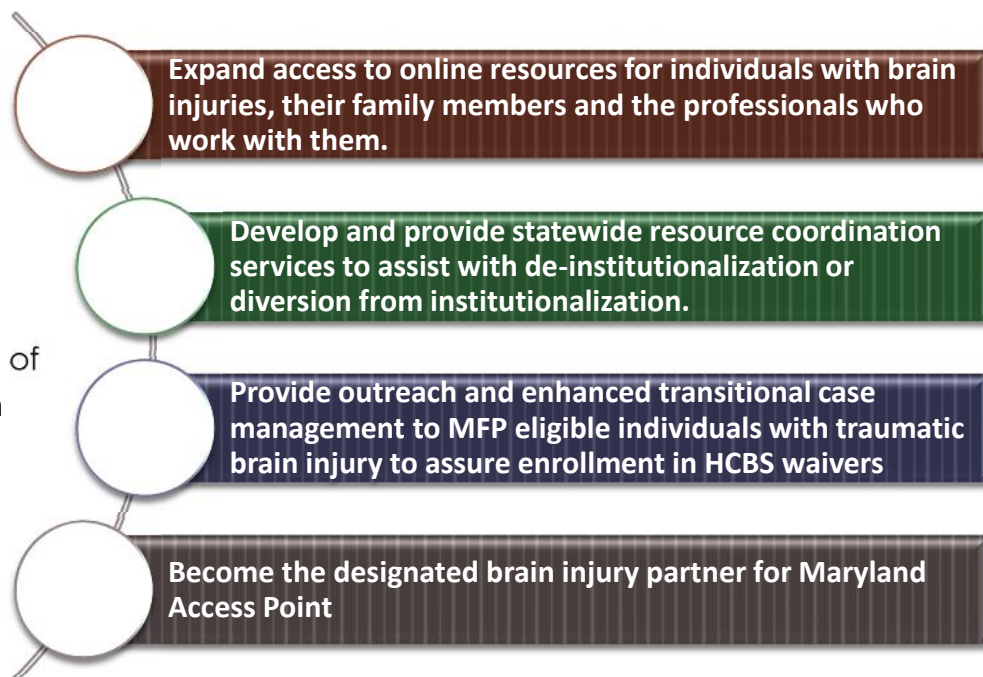 Expand access to online resources for individuals with brain
injuries, their family members and the professionals who
work with them.
Develop and provide statewide resource coordination
services to assist with de-institutionalization or
diversion from institutionalization.
of
Provide outreach and enhanced transitional case
management to MFP eligible individuals with traumatic
brain injury to assure enrollment in HCBS waivers
Become the designated brain injury partner for Maryland
Access Point